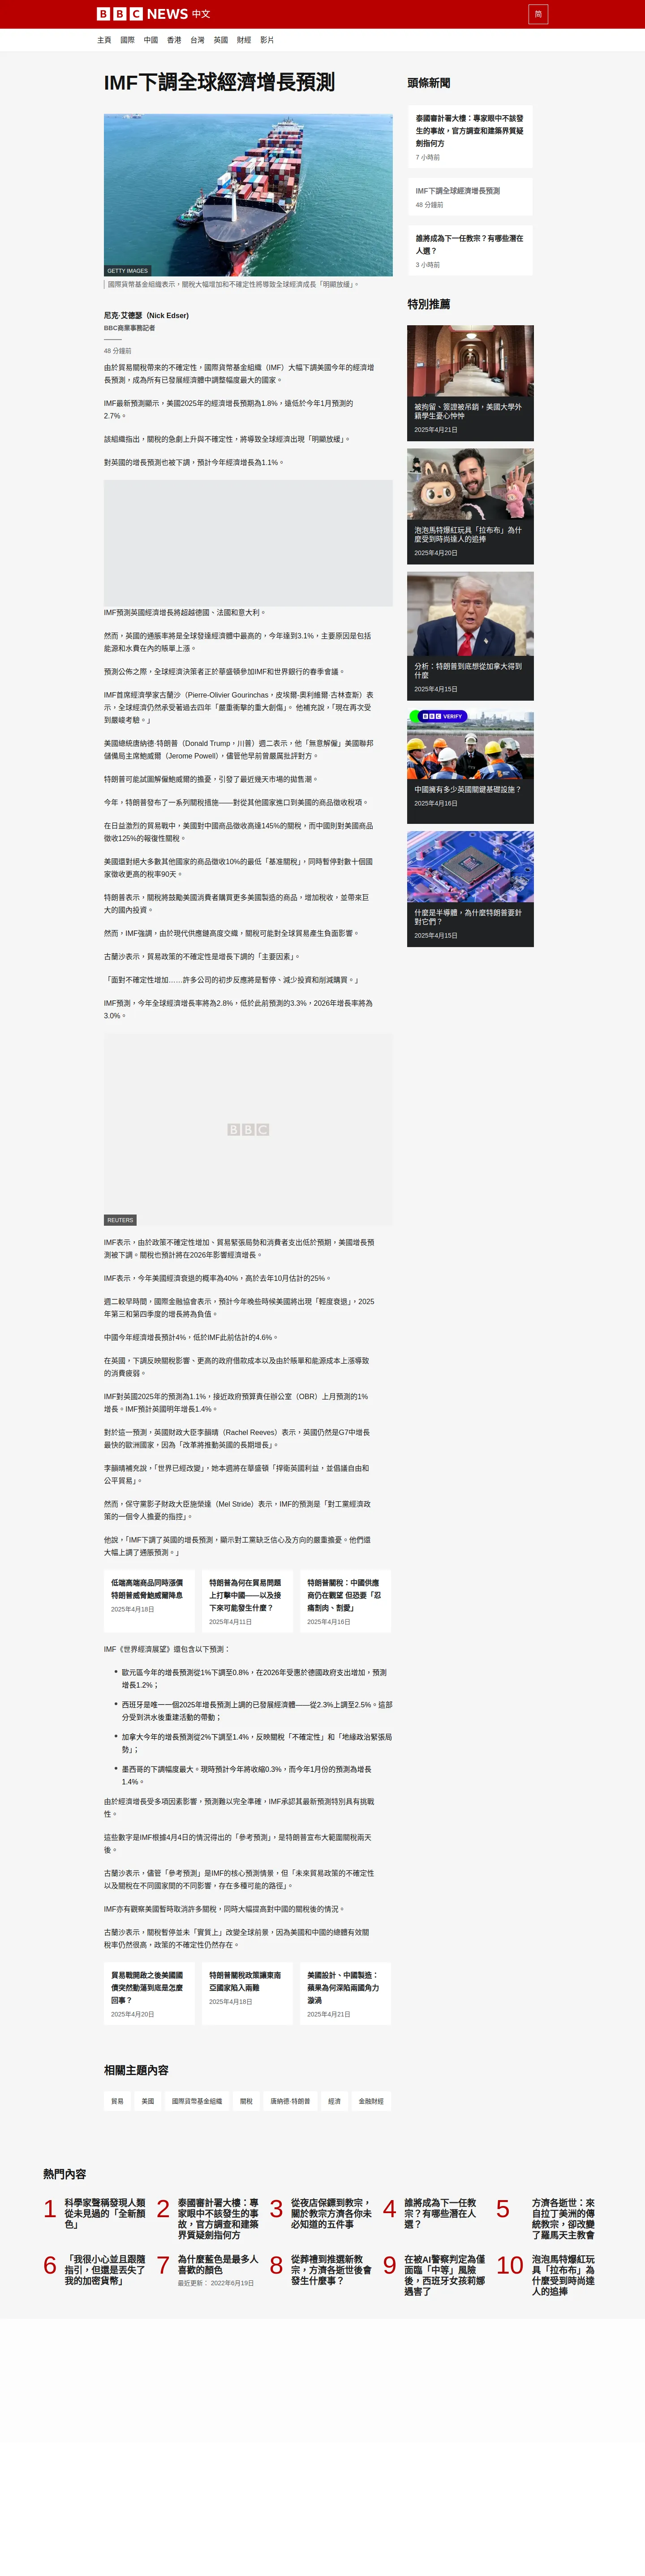 BBC NEWS 中文
简
主頁 國際 中國 香港 台灣 英國 財經 影片
IMF下調全球經濟增長預測
GETTY IMAGES
國際貨幣基金組織表示，關稅大幅增加和不確定性將導致全球經濟成長「明顯放緩」。
尼克·艾德瑟（Nick Edser)
BBC商業事務記者
48 分鐘前
由於貿易關稅帶來的不確定性，國際貨幣基金組織（IMF）大幅下調美國今年的經濟增
長預測，成為所有已發展經濟體中調整幅度最大的國家。
IMF最新預測顯示，美國2025年的經濟增長預期為1.8%，遠低於今年1月預測的
2.7%。
該組織指出，關稅的急劇上升與不確定性，將導致全球經濟出現「明顯放緩」。
對英國的增長預測也被下調，預計今年經濟增長為1.1%。
IMF預測英國經濟增長將超越德國、法國和意大利。
然而，英國的通脹率將是全球發達經濟體中最高的，今年達到3.1%，主要原因是包括
能源和水費在內的賬單上漲。
預測公佈之際，全球經濟決策者正於華盛頓參加IMF和世界銀行的春季會議。
IMF首席經濟學家古蘭沙（Pierre-Olivier Gourinchas，皮埃爾-奧利維爾·古林查斯）表
示，全球經濟仍然承受著過去四年「嚴重衝擊的重大創傷」。 他補充說，「現在再次受
到嚴峻考驗。」
美國總統唐納德·特朗普（Donald Trump，川普）週二表示，他「無意解僱」美國聯邦
儲備局主席鮑威爾（Jerome Powell），儘管他早前曾嚴厲批評對方。
特朗普可能試圖解僱鮑威爾的擔憂，引發了最近幾天市場的拋售潮。
今年，特朗普發布了一系列關稅措施——對從其他國家進口到美國的商品徵收稅項。
在日益激烈的貿易戰中，美國對中國商品徵收高達145%的關稅，而中國則對美國商品
徵收125%的報復性關稅。
美國還對絕大多數其他國家的商品徵收10%的最低「基准關稅」，同時暫停對數十個國
家徵收更高的稅率90天。
特朗普表示，關稅將鼓勵美國消費者購買更多美國製造的商品，增加稅收，並帶來巨
大的國內投資。
然而，IMF強調，由於現代供應鏈高度交織，關稅可能對全球貿易產生負面影響。
古蘭沙表示，貿易政策的不確定性是增長下調的「主要因素」。
「面對不確定性增加……許多公司的初步反應將是暫停、減少投資和削減購買。」
IMF預測，今年全球經濟增長率將為2.8%，低於此前預測的3.3%，2026年增長率將為
3.0%。
BBC
REUTERS
IMF表示，由於政策不確定性增加、貿易緊張局勢和消費者支出低於預期，美國增長預
測被下調。關稅也預計將在2026年影響經濟增長。
IMF表示，今年美國經濟衰退的概率為40%，高於去年10月估計的25%。
週二較早時間，國際金融協會表示，預計今年晚些時候美國將出現「輕度衰退」，2025
年第三和第四季度的增長將為負值。
中國今年經濟增長預計4%，低於IMF此前估計的4.6%。
在英國，下調反映關稅影響、更高的政府借款成本以及由於賬單和能源成本上漲導致
的消費疲弱。
IMF對英國2025年的預測為1.1%，接近政府預算責任辦公室（OBR）上月預測的1%
增長。IMF預計英國明年增長1.4%。
對於這一預測，英國財政大臣李韻晴（Rachel Reeves）表示，英國仍然是G7中增長
最快的歐洲國家，因為「改革將推動英國的長期增長」。
李韻晴補充說，「世界已經改變」，她本週將在華盛頓「捍衛英國利益，並倡議自由和
公平貿易」。
然而，保守黨影子財政大臣施榮達（Mel Stride）表示，IMF的預測是「對工黨經濟政
策的一個令人擔憂的指控」。
他說，「IMF下調了英國的增長預測，顯示對工黨缺乏信心及方向的嚴重擔憂。他們還
大幅上調了通脹預測。」
低端高端商品同時漲價
特朗普威脅鮑威爾降息
2025年4月18日
特朗普為何在貿易問題
上打擊中國——以及接
下來可能發生什麼？
2025年4月11日
特朗普關稅：中國供應
商仍在觀望 但恐要「忍
痛割肉、割愛」
2025年4月16日
IMF《世界經濟展望》還包含以下預測：
歐元區今年的增長預測從1%下調至0.8%，在2026年受惠於德國政府支出增加，預測
增長1.2%；
西班牙是唯一一個2025年增長預測上調的已發展經濟體——從2.3%上調至2.5%。這部
分受到洪水後重建活動的帶動；
加拿大今年的增長預測從2%下調至1.4%，反映關稅「不確定性」和「地緣政治緊張局
勢」；
墨西哥的下調幅度最大。現時預計今年將收縮0.3%，而今年1月份的預測為增長
1.4%。
由於經濟增長受多項因素影響，預測難以完全準確，IMF承認其最新預測特別具有挑戰
性。
這些數字是IMF根據4月4日的情況得出的「參考預測」，是特朗普宣布大範圍關稅兩天
後。
古蘭沙表示，儘管「參考預測」是IMF的核心預測情景，但「未來貿易政策的不確定性
以及關稅在不同國家間的不同影響，存在多種可能的路徑」。
IMF亦有觀察美國暫時取消許多關稅，同時大幅提高對中國的關稅後的情況。
古蘭沙表示，關稅暫停並未「實質上」改變全球前景，因為美國和中國的總體有效關
稅率仍然很高，政策的不確定性仍然存在。
貿易戰開啟之後美國國
債突然動蕩到底是怎麼
回事？
2025年4月20日
特朗普關稅政策讓東南
亞國家陷入兩難
2025年4月18日
美國設計、中國製造：
蘋果為何深陷兩國角力
漩渦
2025年4月21日
相關主題內容
貿易 美國 國際貨幣基金組織 關稅 唐納德·特朗普 經濟 金融財經
頭條新聞
泰國審計署大樓：專家眼中不該發
生的事故，官方調查和建築界質疑
劍指何方
7 小時前
IMF下調全球經濟增長預測
48 分鐘前
誰將成為下一任教宗？有哪些潛在
人選？
3 小時前
特別推薦
被拘留、簽證被吊銷，美國大學外
籍學生憂心忡忡
2025年4月21日
泡泡馬特爆紅玩具「拉布布」為什
麼受到時尚達人的追捧
2025年4月20日
分析：特朗普到底想從加拿大得到
什麼
2025年4月15日
BBC VERIFY
中國擁有多少英國關鍵基礎設施？
2025年4月16日
什麼是半導體，為什麼特朗普要針
對它們？
2025年4月15日
熱門內容
1
科學家聲稱發現人類
從未見過的「全新顏
色」
2
泰國審計署大樓：專
家眼中不該發生的事
故，官方調查和建築
界質疑劍指何方
3
從夜店保鏢到教宗，
關於教宗方濟各你未
必知道的五件事
4
誰將成為下一任教
宗？有哪些潛在人
選？
5
方濟各逝世：來
自拉丁美洲的傳
統教宗，卻改變
了羅馬天主教會
6
「我很小心並且跟隨
指引，但還是丟失了
我的加密貨幣」
7
為什麼藍色是最多人
喜歡的顏色
最近更新： 2022年6月19日
8
從葬禮到推選新教
宗，方濟各逝世後會
發生什麼事？
9
在被AI警察判定為僅
面臨「中等」風險
後，西班牙女孩莉娜
遇害了
10
泡泡馬特爆紅玩
具「拉布布」為
什麼受到時尚達
人的追捧